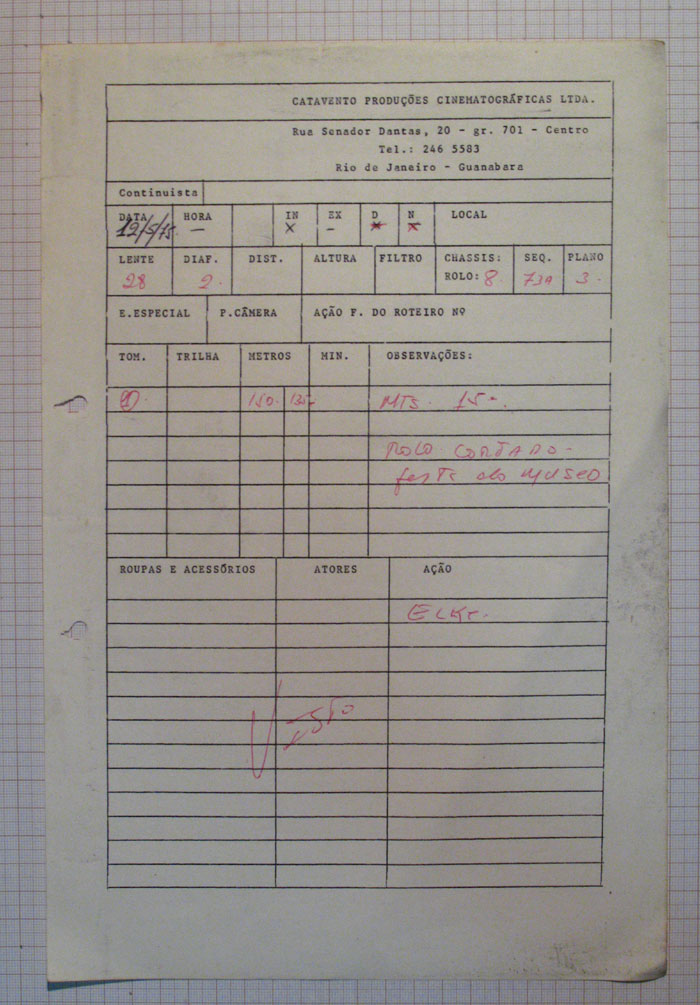 CATAVENTO PRODUÇÕES CINEMATOGRÁFICAS LTDA.
Rua Senador Dantas, 20 - gr. 701 - Centro
Tel.: 246 5583
Rio de Janeiro - Guanabara
Continuista
DATA HORA IN EX D N LOCAL
12/5/75 — X - X X
LENTE DIAF. DIST. ALTURA FILTRO CHASSIS: SEQ. PLANO
28 2. ROLO: 8. 73A 3.
E.ESPECIAL P.CÂMERA AÇÃO F. DO ROTEIRO Nº
TOM. TRILHA METROS MIN. OBSERVAÇÕES:
1 150. 135- MTS. 15-.
ROLO CORTADO-
festa do MUSEO
ROUPAS E ACESSÓRIOS ATORES AÇÃO
ELKE.
Visto